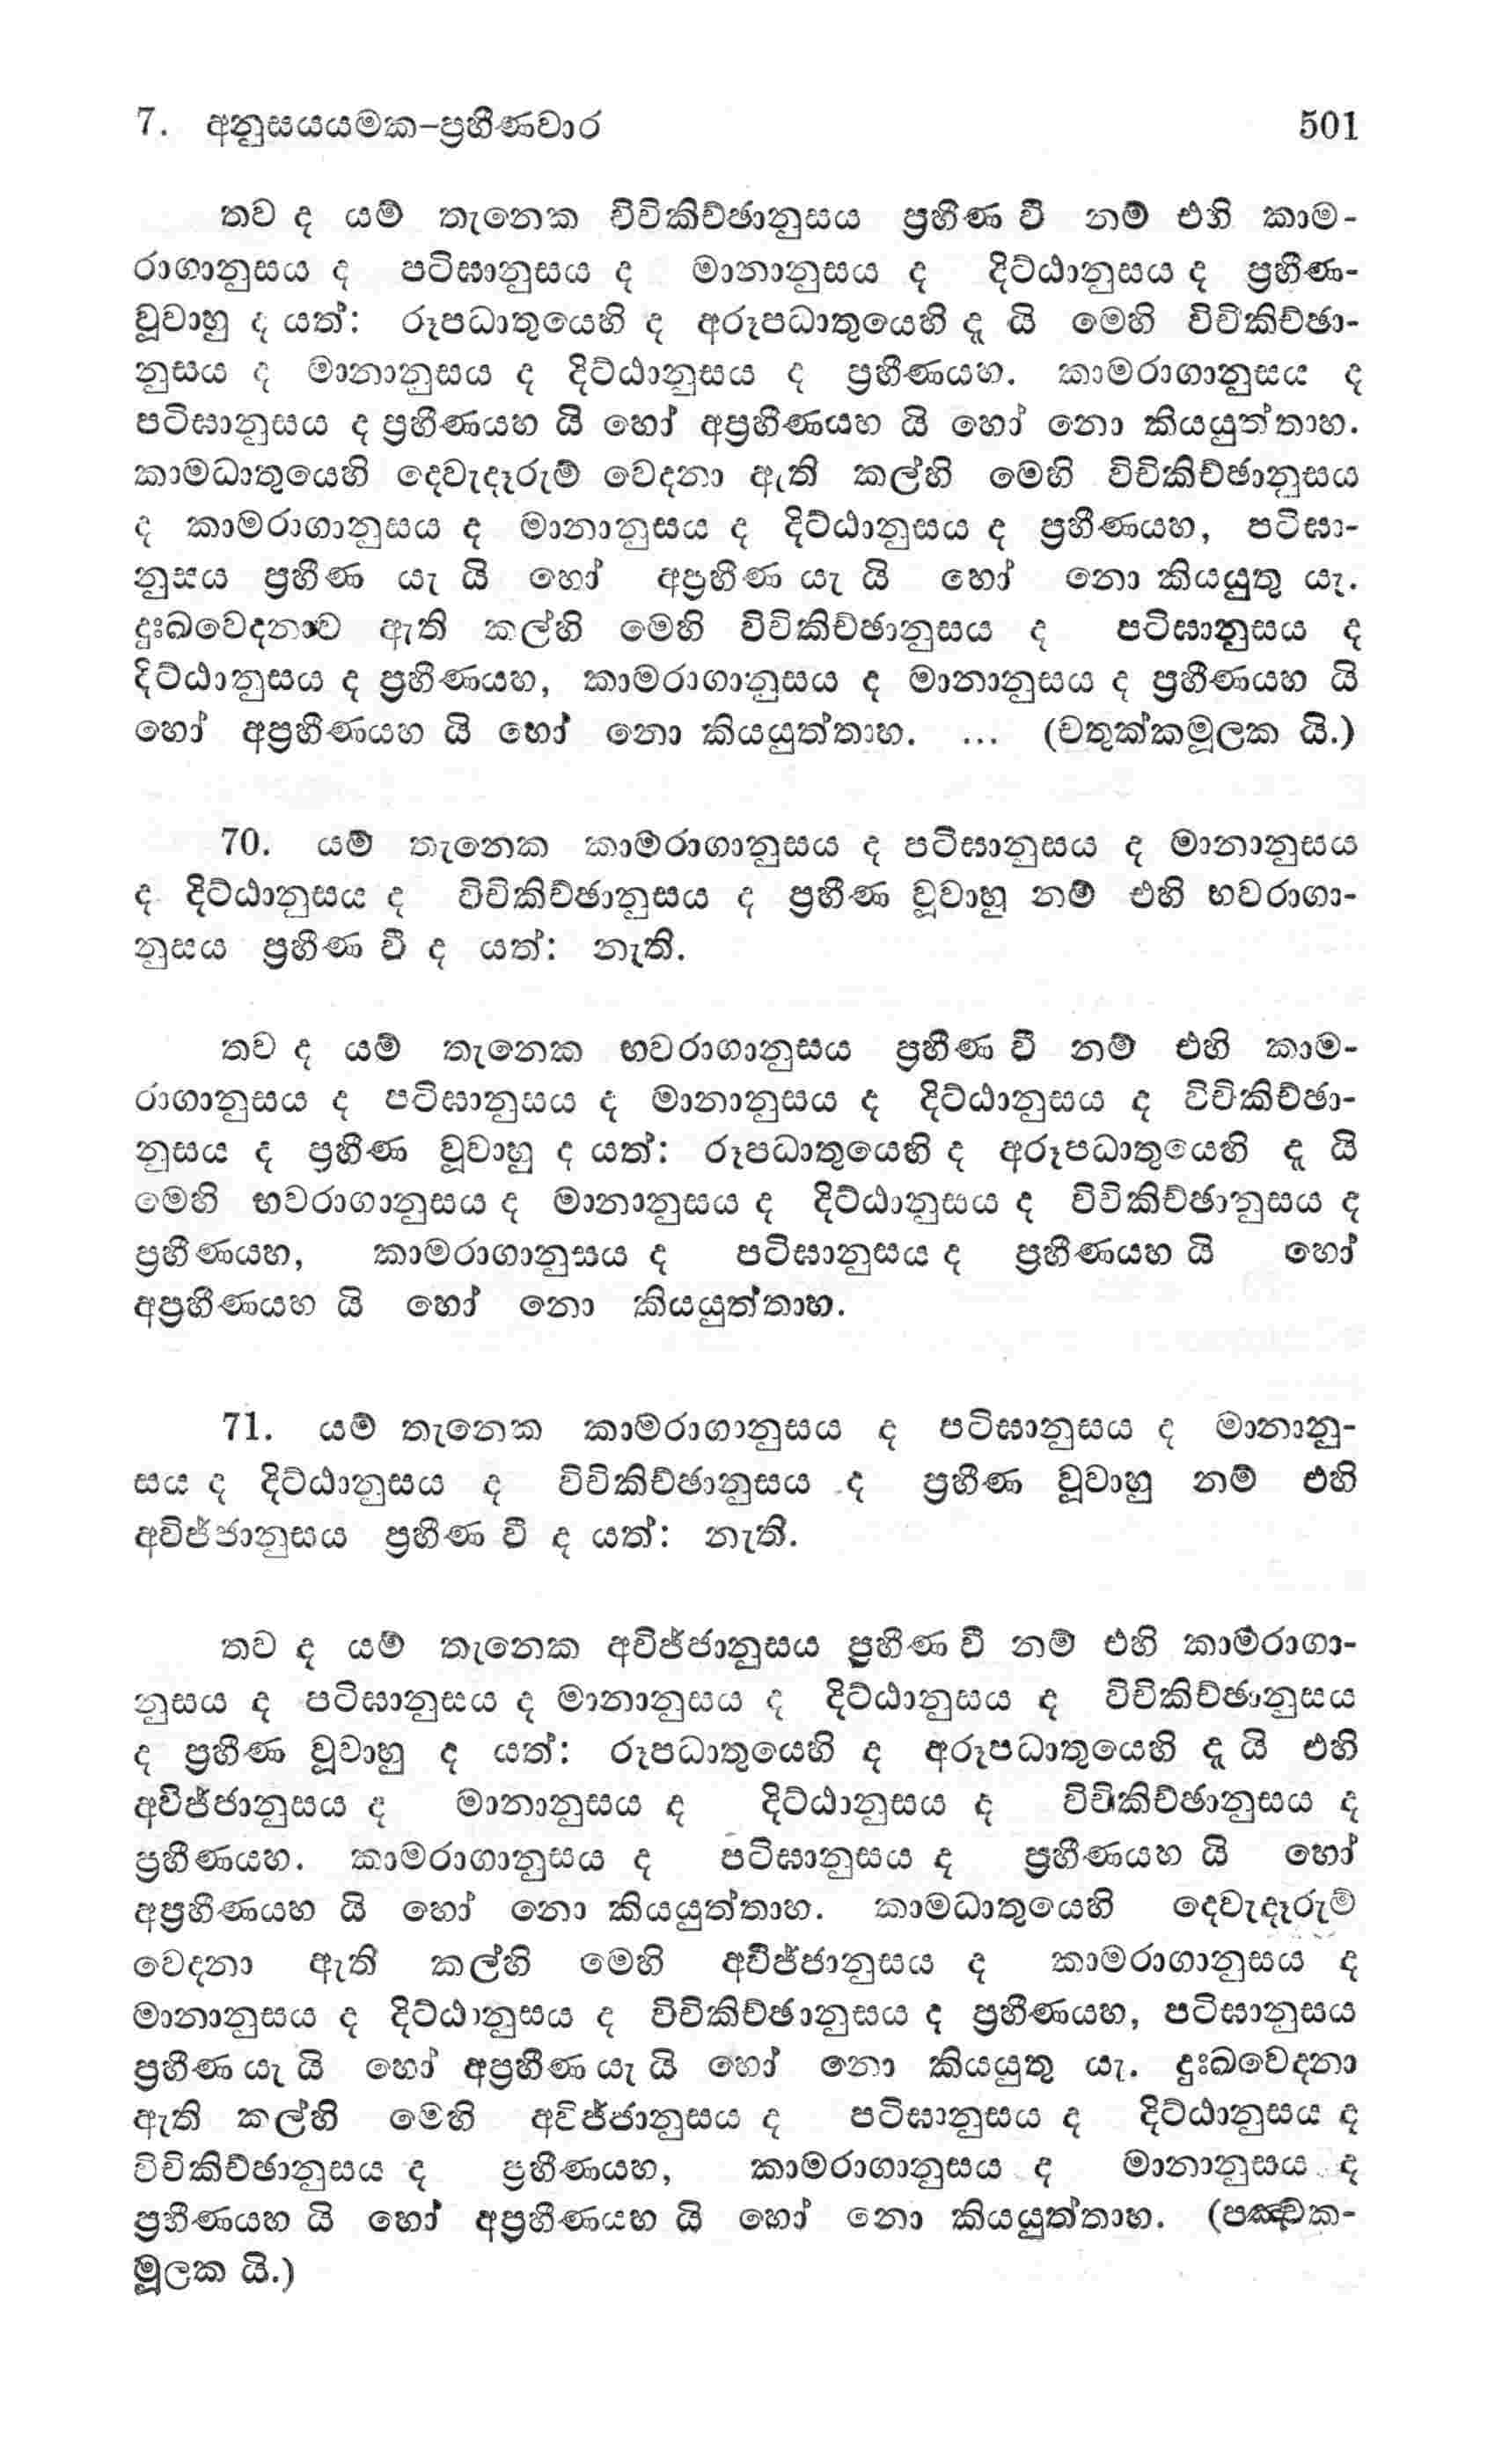 7. අනුසයයමක-ප්‍රහීණවාර 501
තව ද යම් තැනෙක විචිකිච්ඡානුසය ප්‍රහීණ වී නම් එහි කාම-
රාගානුසය ද පටිඝානුසය ද මානානුසය ද දිට්ඨානුසය ද ප්‍රහීණ-
වූවාහු ද යත්: රූපධාතුයෙහි ද අරූපධාතුයෙහි දැ යි මෙහි විචිකිච්ඡා-
නුසය ද මානානුසය ද දිට්ඨානුසය ද ප්‍රහීණයහ. කාමරාගානුසය ද
පටිඝානුසය ද ප්‍රහීණයහ යි හෝ අප්‍රහීණයහ යි හෝ නො කියයුත්තාහ.
කාමධාතුයෙහි දෙවැදෑරුම් වෙදනා ඇති කල්හි මෙහි විචිකිච්ඡානුසය
ද කාමරාගානුසය ද මානානුසය ද දිට්ඨානුසය ද ප්‍රහීණයහ, පටිඝා-
නුසය ප්‍රහීණ යැ යි හෝ අප්‍රහීණ යැ යි හෝ නො කියයුතු යැ.
දුඃඛවෙදනාව ඇති කල්හි මෙහි විචිකිච්ඡානුසය ද පටිඝානුසය ද
දිට්ඨානුසය ද ප්‍රහීණයහ, කාමරාගානුසය ද මානානුසය ද ප්‍රහීණයහ යි
හෝ අප්‍රහීණයහ යි හෝ නො කියයුත්තාහ. ... (චතුක්කමූලක යි.)
70. යම් තැනෙක කාමරාගානුසය ද පටිඝානුසය ද මානානුසය
ද දිට්ඨානුසය ද විචිකිච්ඡානුසය ද ප්‍රහීණ වූවාහු නම් එහි භවරාගා-
නුසය ප්‍රහීණ වී ද යත්: නැති.
තව ද යම් තැනෙක භවරාගානුසය ප්‍රහීණ වී නම් එහි කාම-
රාගානුසය ද පටිඝානුසය ද මානානුසය ද දිට්ඨානුසය ද විචිකිච්ඡා-
නුසය ද ප්‍රහීණ වූවාහු ද යත්: රූපධාතුයෙහි ද අරූපධාතුයෙහි දැ යි
මෙහි භවරාගානුසය ද මානානුසය ද දිට්ඨානුසය ද විචිකිච්ඡානුසය ද
ප්‍රහීණයහ, කාමරාගානුසය ද පටිඝානුසය ද ප්‍රහීණයහ යි හෝ
අප්‍රහීණයහ යි හෝ නො කියයුත්තාහ.
71. යම් තැනෙක කාමරාගානුසය ද පටිඝානුසය ද මානානු-
සය ද දිට්ඨානුසය ද විචිකිච්ඡානුසය ද ප්‍රහීණ වූවාහු නම් එහි
අවිජ්ජානුසය ප්‍රහීණ වී ද යත්: නැති.
තව ද යම් තැනෙක අවිජ්ජානුසය ප්‍රහීණ වී නම් එහි කාමරාගා-
නුසය ද පටිඝානුසය ද මානානුසය ද දිට්ඨානුසය ද විචිකිච්ඡානුසය
ද ප්‍රහීණ වූවාහු ද යත්: රූපධාතුයෙහි ද අරූපධාතුයෙහි දැ යි එහි
අවිජ්ජානුසය ද මානානුසය ද දිට්ඨානුසය ද විචිකිච්ඡානුසය ද
ප්‍රහීණයහ. කාමරාගානුසය ද පටිඝානුසය ද ප්‍රහීණයහ යි හෝ
අප්‍රහීණයහ යි හෝ නො කියයුත්තාහ. කාමධාතුයෙහි දෙවැදෑරුම්
වෙදනා ඇති කල්හි මෙහි අවිජ්ජානුසය ද කාමරාගානුසය ද
මානානුසය ද දිට්ඨානුසය ද විචිකිච්ඡානුසය ද ප්‍රහීණයහ, පටිඝානුසය
ප්‍රහීණ යැ යි හෝ අප්‍රහීණ යැ යි හෝ නො කියයුතු යැ. දුඃඛවෙදනා
ඇති කල්හි මෙහි අවිජ්ජානුසය ද පටිඝානුසය ද දිට්ඨානුසය ද
විචිකිච්ඡානුසය ද ප්‍රහීණයහ, කාමරාගානුසය ද මානානුසය ද
ප්‍රහීණයහ යි හෝ අප්‍රහීණයහ යි හෝ නො කියයුත්තාහ. (පඤ්චක-
මූලක යි.)